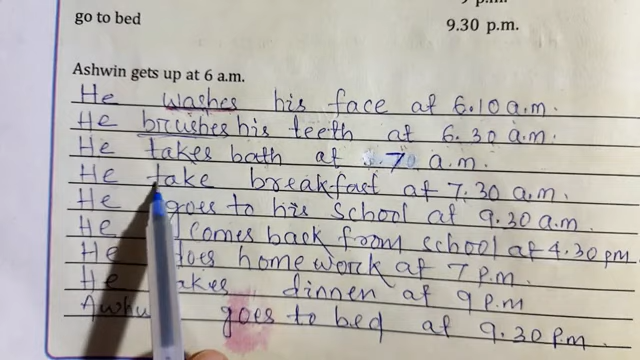 p.m.
go to bed 9.30 p.m.
Ashwin gets up at 6 a.m.
He washes his face at 6.10 a.m.
He brushes his teeth at 6.30 a.m.
He takes bath at a.m.
He take breakfast at 7.30 a.m.
He goes to his school at 9.30 a.m.
He comes back from school at 4.30 pm
He does home work at 7 p.m.
He takes dinner at 9 p.m
goes to bed at 9.30 p.m.